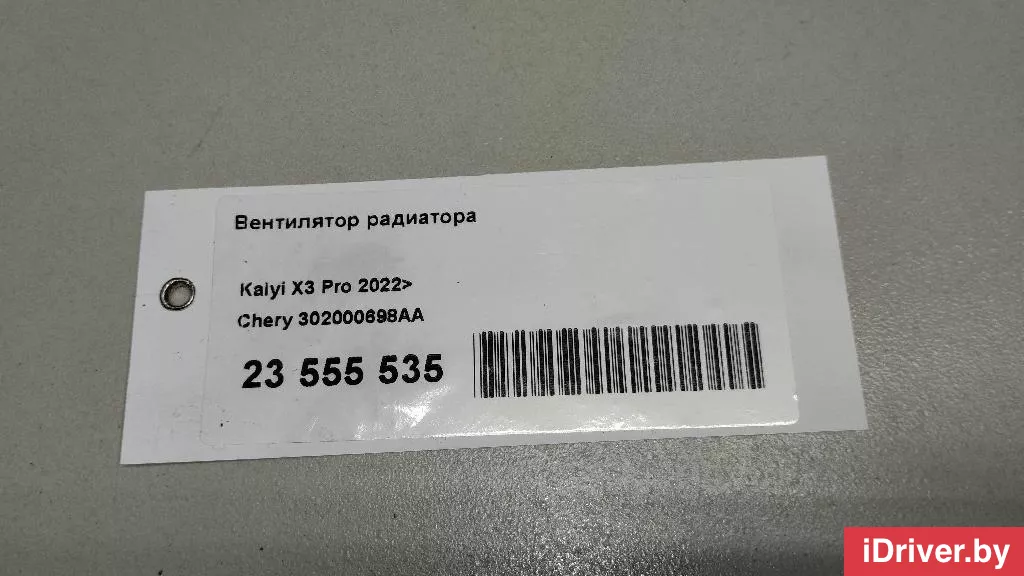 Вентилятор радиатора
Kaiyi X3 Pro 2022>
Chery 302000698AA
23 555 535
iDriver.by